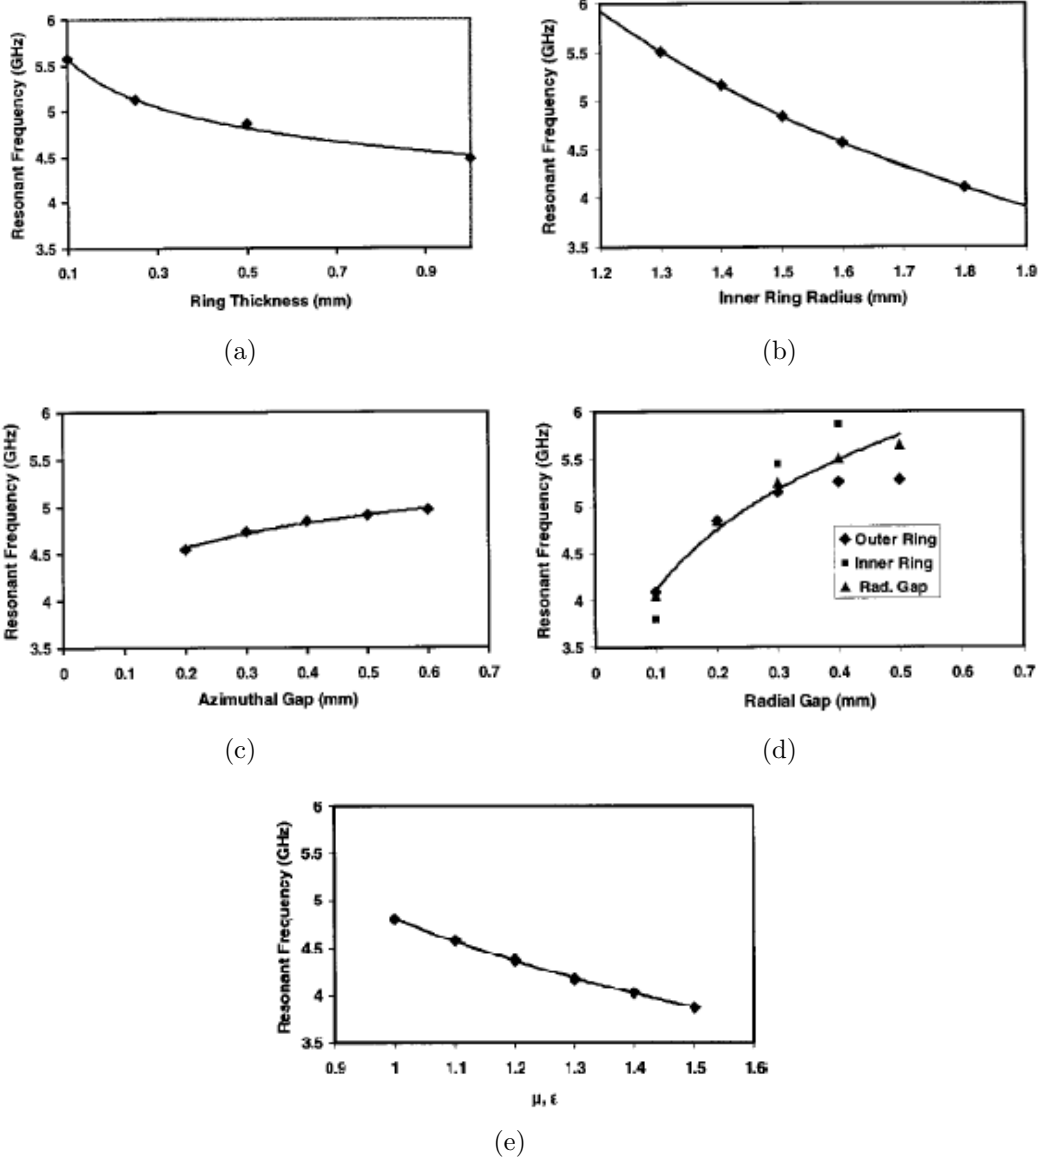 Resonant Frequency (GHz)
6
5.5
5
4.5
4
3.5
0.1 0.3 0.5 0.7 0.9
Ring Thickness (mm)
(a)
Resonant Frequency (GHz)
6
5.5
5
4.5
4
3.5
1.2 1.3 1.4 1.5 1.6 1.7 1.8 1.9
Inner Ring Radius (mm)
(b)
Resonant Frequency (GHz)
6
5.5
5
4.5
4
3.5
0 0.1 0.2 0.3 0.4 0.5 0.6 0.7
Azimuthal Gap (mm)
(c)
Resonant Frequency (GHz)
6
5.5
5
4.5
4
3.5
Outer Ring
Inner Ring
Rad. Gap
0 0.1 0.2 0.3 0.4 0.5 0.6 0.7
Radial Gap (mm)
(d)
Resonant Frequency (GHz)
6
5.5
5
4.5
4
3.5
0.9 1 1.1 1.2 1.3 1.4 1.5 1.6
μ, ε
(e)